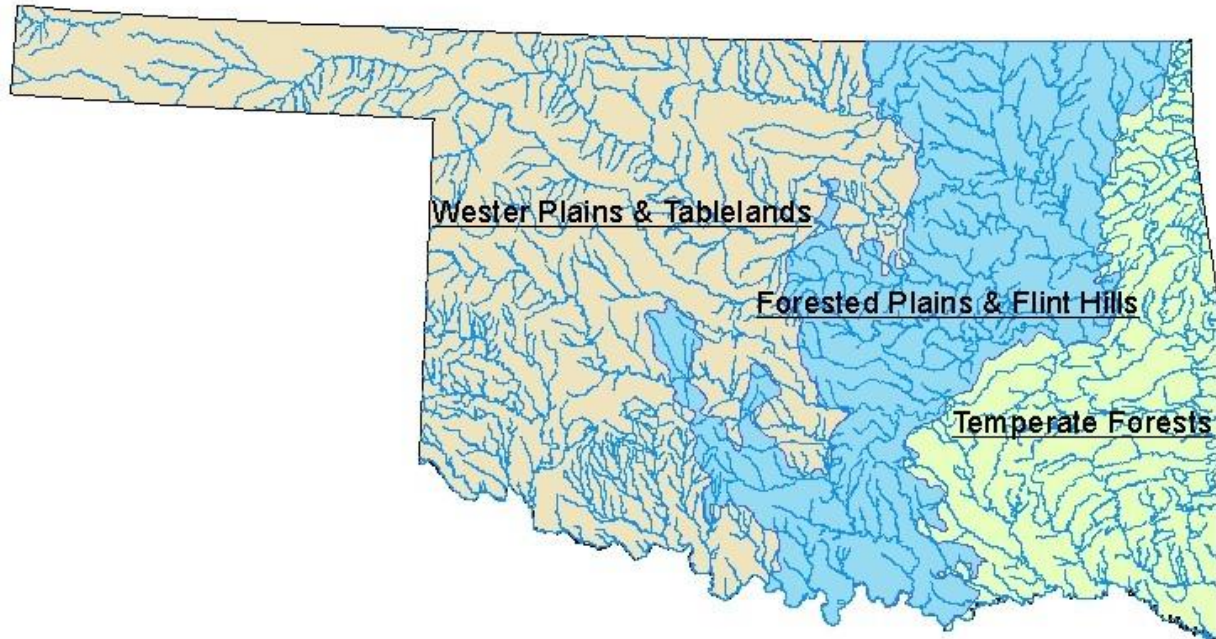 Wester Plains & Tablelands
Forested Plains & Flint Hills
Temperate Forests